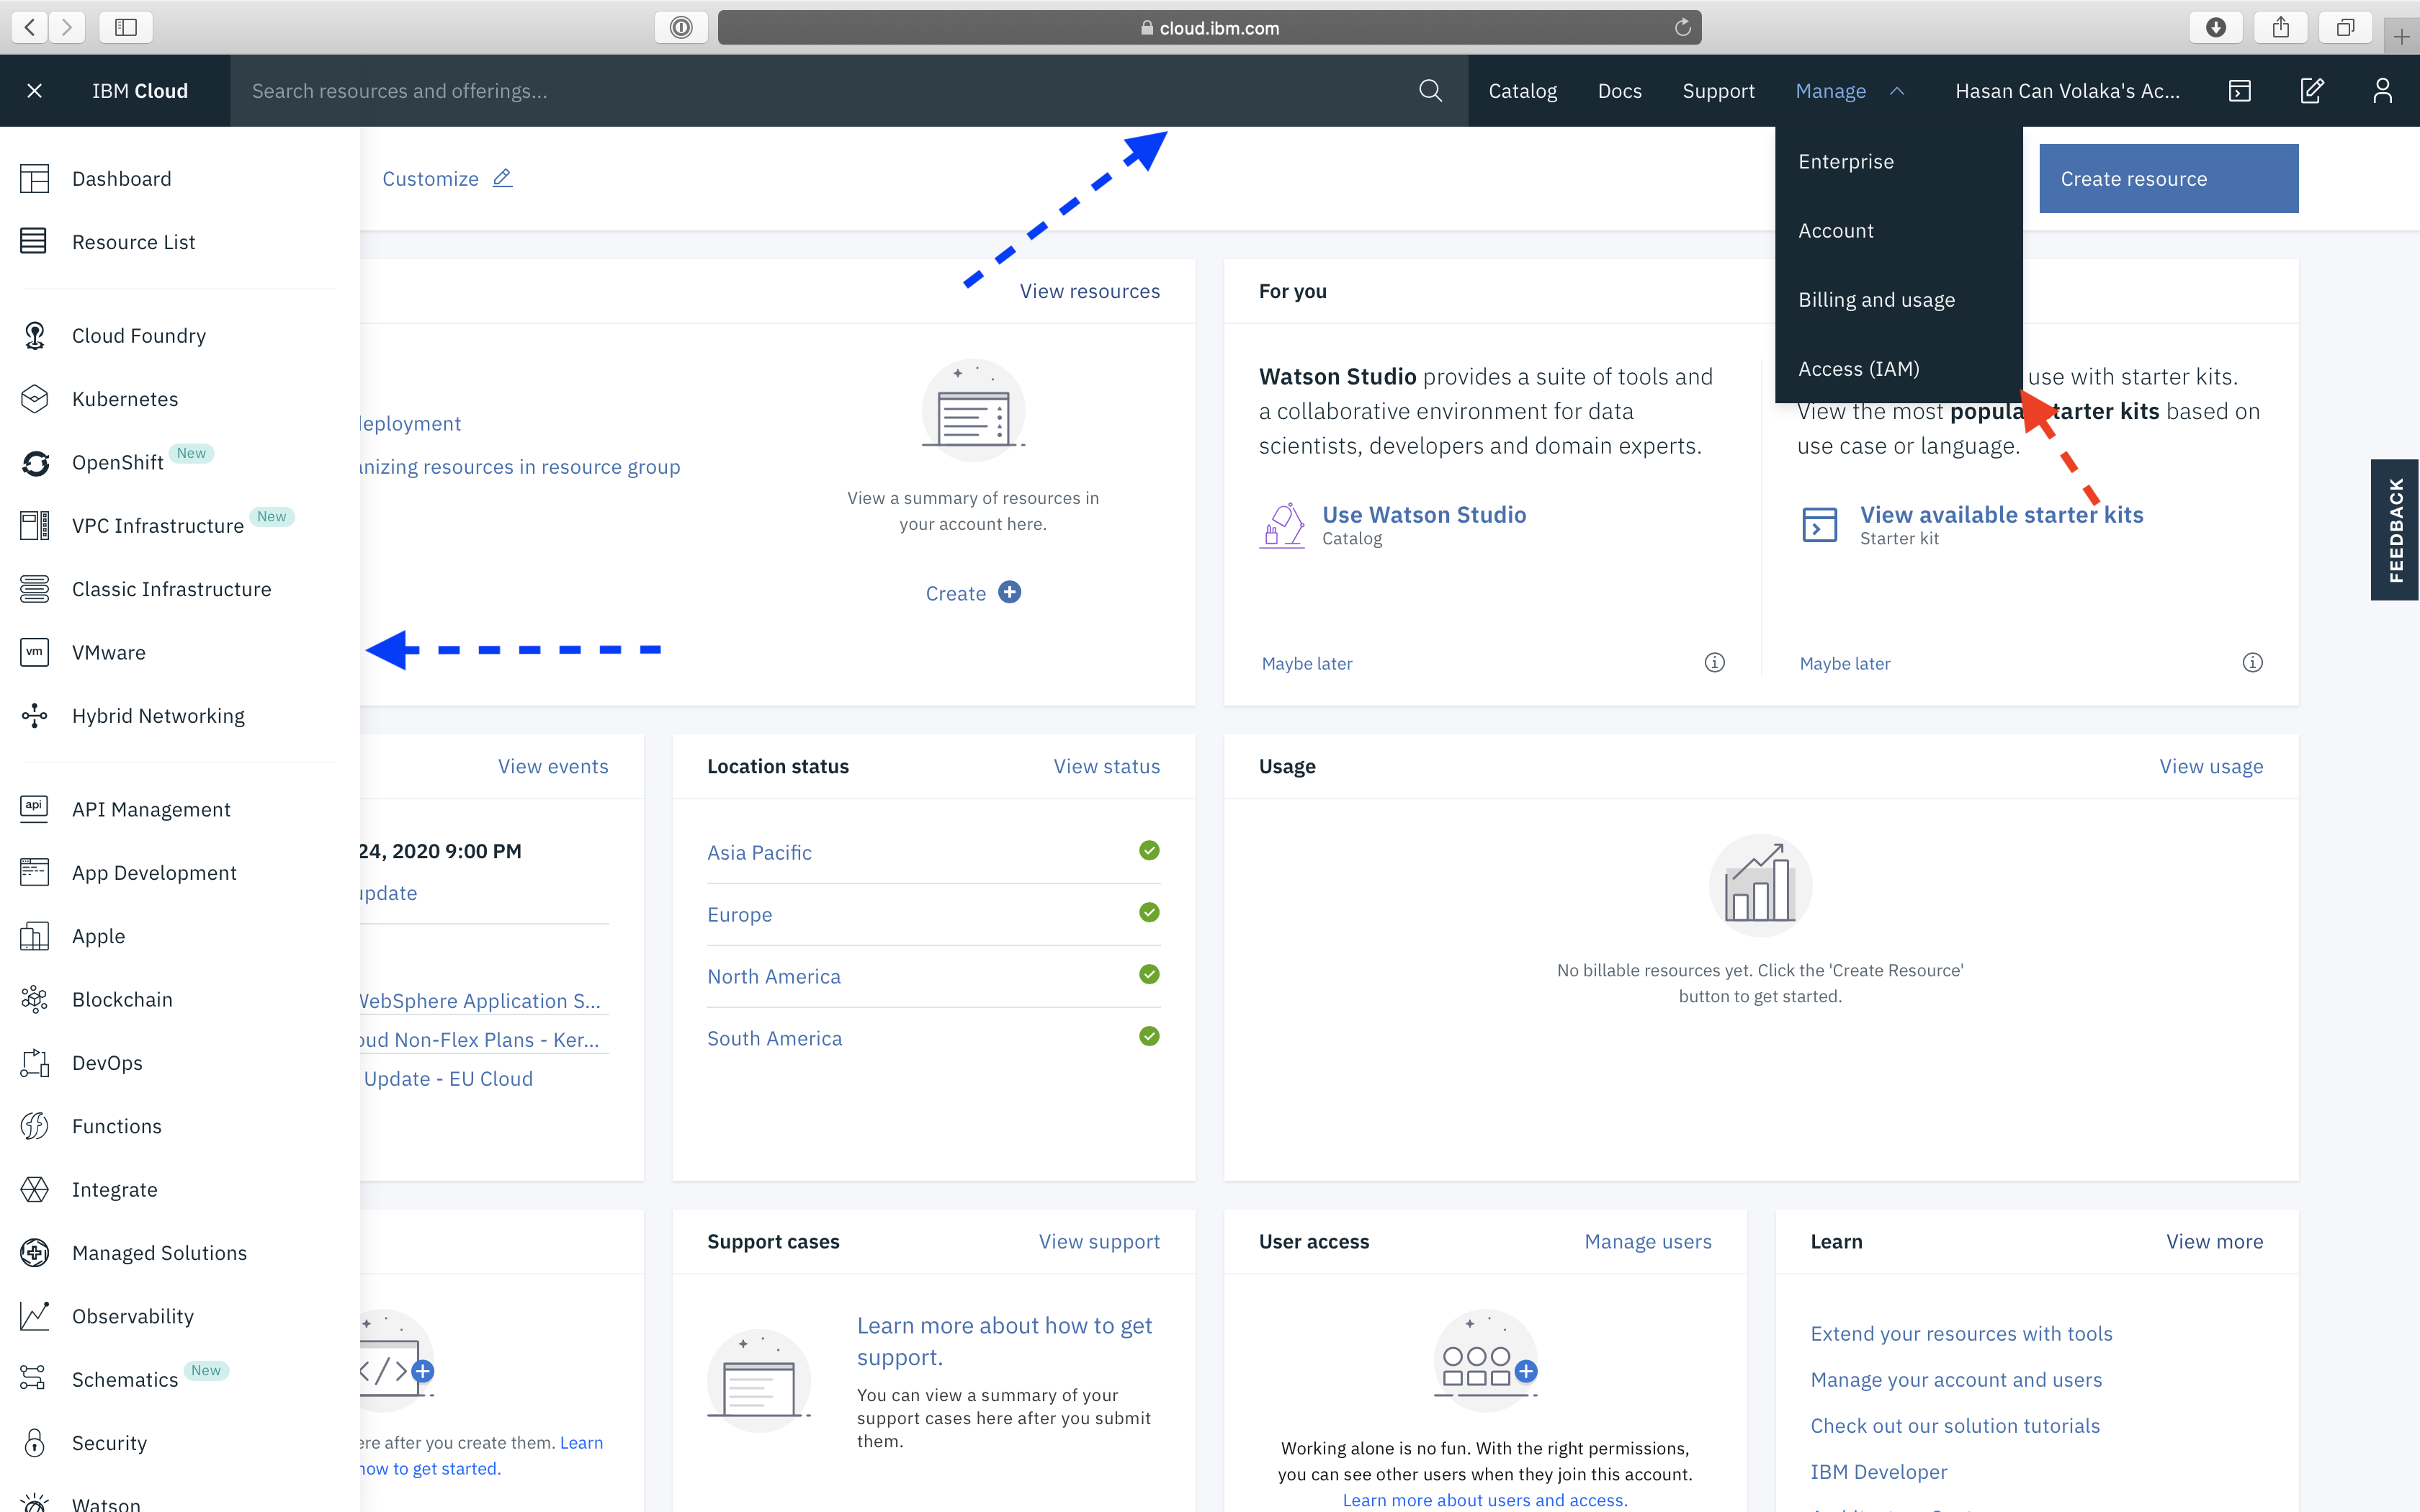 cloud.ibm.com
IBM Cloud
Search resources and offerings...
Catalog
Docs
Support
Manage
Hasan Can Volaka's Ac...
Dashboard
Resource List
Cloud Foundry
Kubernetes
OpenShift New
VPC Infrastructure New
Classic Infrastructure
vm VMware
Hybrid Networking
api API Management
App Development
Apple
Blockchain
DevOps
Functions
Integrate
Managed Solutions
Observability
Schematics New
Security
Watson
Customize
Enterprise
Account
Billing and usage
Access (IAM)
Create resource
View resources
eployment
anizing resources in resource group
View a summary of resources in
your account here.
Create
For you
Watson Studio provides a suite of tools and
a collaborative environment for data
scientists, developers and domain experts.
Use Watson Studio
Catalog
Maybe later
use with starter kits.
View the most popular starter kits based on
use case or language.
View available starter kits
Starter kit
Maybe later
FEEDBACK
View events
24, 2020 9:00 PM
update
WebSphere Application S...
oud Non-Flex Plans - Ker...
Update - EU Cloud
Location status
View status
Asia Pacific
Europe
North America
South America
Usage
View usage
No billable resources yet. Click the 'Create Resource'
button to get started.
ere after you create them. Learn
how to get started.
Support cases
View support
Learn more about how to get
support.
You can view a summary of your
support cases here after you submit
them.
User access
Manage users
Working alone is no fun. With the right permissions,
you can see other users when they join this account.
Learn more about users and access.
Learn
View more
Extend your resources with tools
Manage your account and users
Check out our solution tutorials
IBM Developer